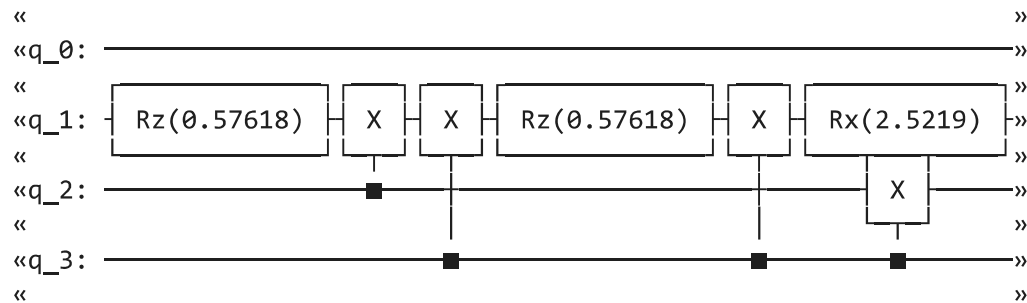 « »
«q_0: »
« »
«q_1: Rz(0.57618) X X Rz(0.57618) X Rx(2.5219) »
« »
«q_2: X »
« »
«q_3: »
« »